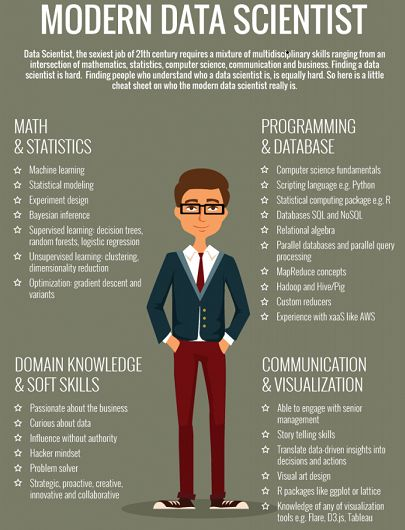 MODERN DATA SCIENTIST
Data Scientist, the sexiest job of 21th century requires a mixture of multidisciplinary skills ranging from an
intersection of mathematics, statistics, computer science, communication and business. Finding a data
scientist is hard. Finding people who understand who a data scientist is, is equally hard. So here is a little
cheat sheet on who the modern data scientist really is.
MATH
& STATISTICS
Machine learning
Statistical modeling
Experiment design
Bayesian inference
Supervised learning: decision trees,
random forests, logistic regression
Unsupervised learning: clustering,
dimensionality reduction
Optimization: gradient descent and
variants
PROGRAMMING
& DATABASE
Computer science fundamentals
Scripting language e.g. Python
Statistical computing package e.g. R
Databases SQL and NoSQL
Relational algebra
Parallel databases and parallel query
processing
MapReduce concepts
Hadoop and Hive/Pig
Custom reducers
Experience with xaaS like AWS
DOMAIN KNOWLEDGE
& SOFT SKILLS
Passionate about the business
Curious about data
Influence without authority
Hacker mindset
Problem solver
Strategic, proactive, creative,
innovative and collaborative
COMMUNICATION
& VISUALIZATION
Able to engage with senior
management
Story telling skills
Translate data-driven insights into
decisions and actions
Visual art design
R packages like ggplot or lattice
Knowledge of any of visualization
tools e.g. Flare, D3.js, Tableau